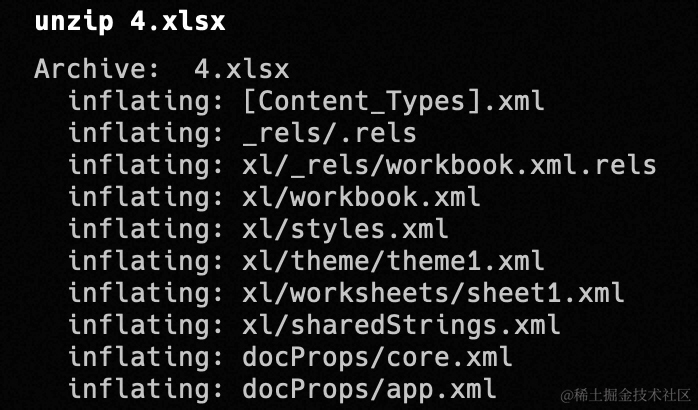 unzip 4.xlsx
Archive:  4.xlsx
  inflating: [Content_Types].xml
  inflating: _rels/.rels
  inflating: xl/_rels/workbook.xml.rels
  inflating: xl/workbook.xml
  inflating: xl/styles.xml
  inflating: xl/theme/theme1.xml
  inflating: xl/worksheets/sheet1.xml
  inflating: xl/sharedStrings.xml
  inflating: docProps/core.xml
  inflating: docProps/app.xml
@稀土掘金技术社区